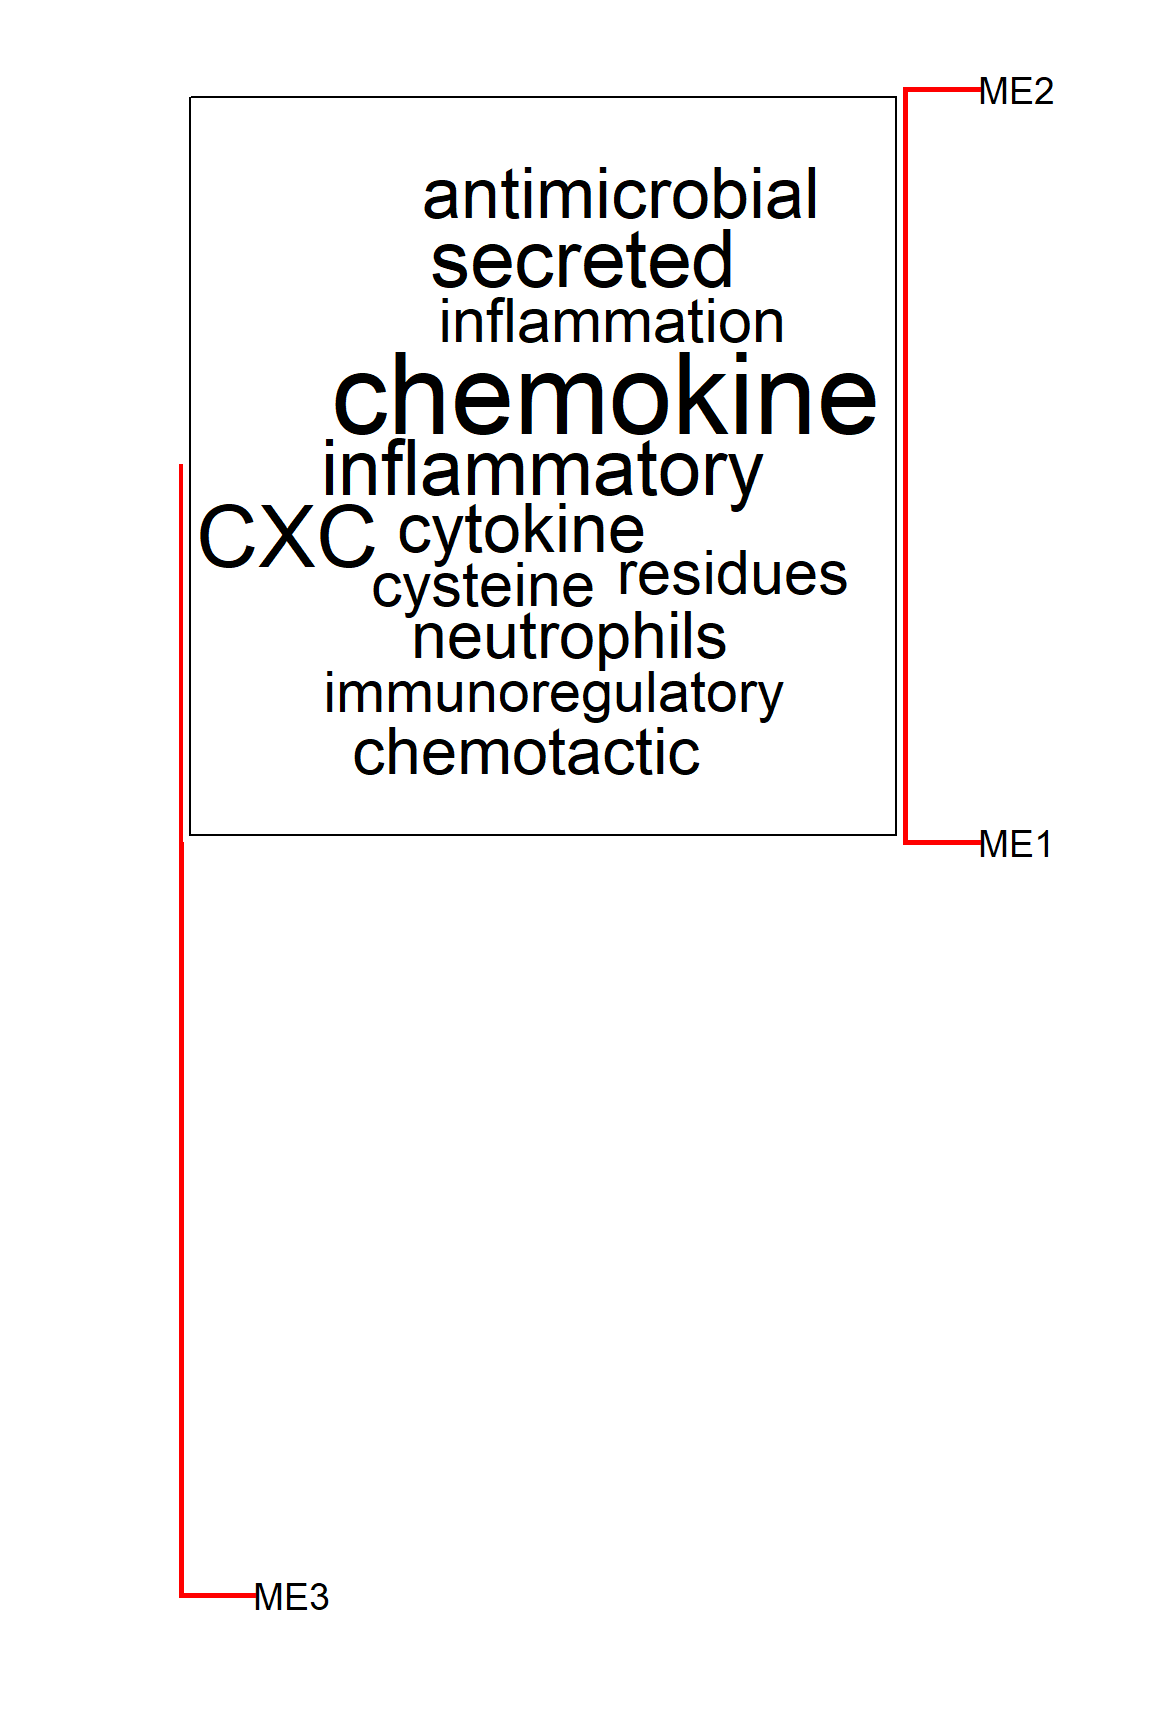 ME2
antimicrobial
secreted
inflammation
chemokine
inflammatory
CXC cytokine
cysteine residues
neutrophils
immunoregulatory
chemotactic
ME1
ME3